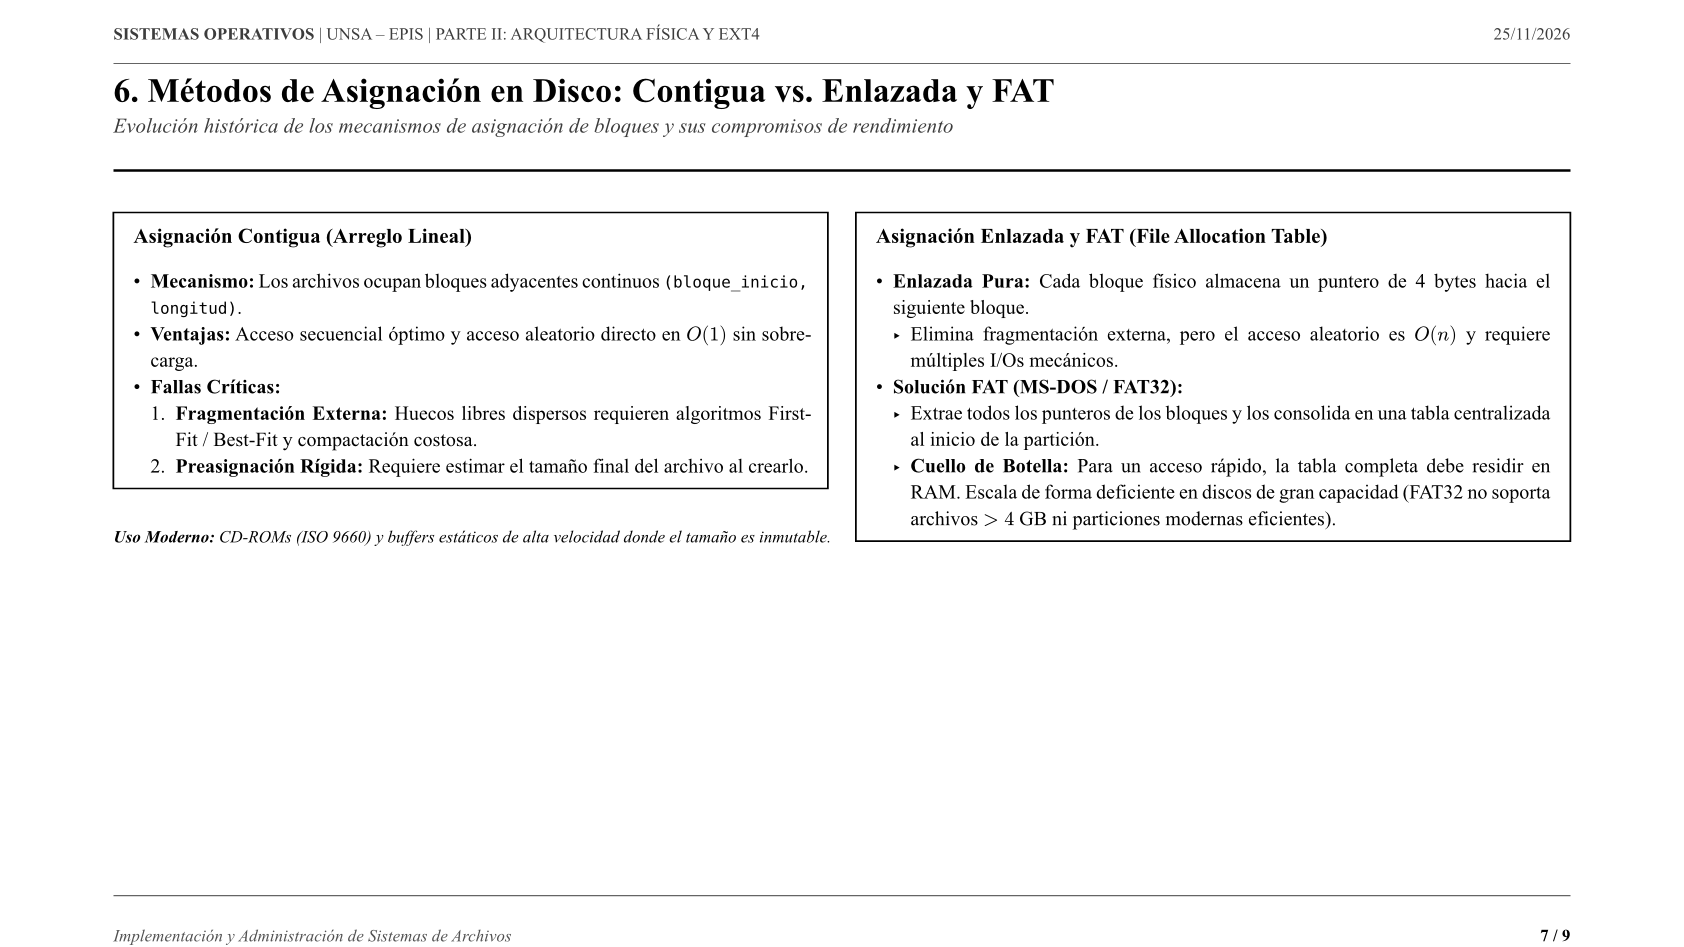 SISTEMAS OPERATIVOS | UNSA – EPIS | PARTE II: ARQUITECTURA FÍSICA Y EXT4
25/11/2026
6. Métodos de Asignación en Disco: Contigua vs. Enlazada y FAT
Evolución histórica de los mecanismos de asignación de bloques y sus compromisos de rendimiento
Asignación Contigua (Arreglo Lineal)
• Mecanismo: Los archivos ocupan bloques adyacentes continuos (bloque_inicio,
longitud).
• Ventajas: Acceso secuencial óptimo y acceso aleatorio directo en O(1) sin sobre-
carga.
• Fallas Críticas:
1. Fragmentación Externa: Huecos libres dispersos requieren algoritmos First-
Fit / Best-Fit y compactación costosa.
2. Preasignación Rígida: Requiere estimar el tamaño final del archivo al crearlo.
Uso Moderno: CD-ROMs (ISO 9660) y buffers estáticos de alta velocidad donde el tamaño es inmutable.
Asignación Enlazada y FAT (File Allocation Table)
• Enlazada Pura: Cada bloque físico almacena un puntero de 4 bytes hacia el
siguiente bloque.
‣ Elimina fragmentación externa, pero el acceso aleatorio es O(n) y requiere
múltiples I/Os mecánicos.
• Solución FAT (MS-DOS / FAT32):
‣ Extrae todos los punteros de los bloques y los consolida en una tabla centralizada
al inicio de la partición.
‣ Cuello de Botella: Para un acceso rápido, la tabla completa debe residir en
RAM. Escala de forma deficiente en discos de gran capacidad (FAT32 no soporta
archivos > 4 GB ni particiones modernas eficientes).
Implementación y Administración de Sistemas de Archivos
7 / 9